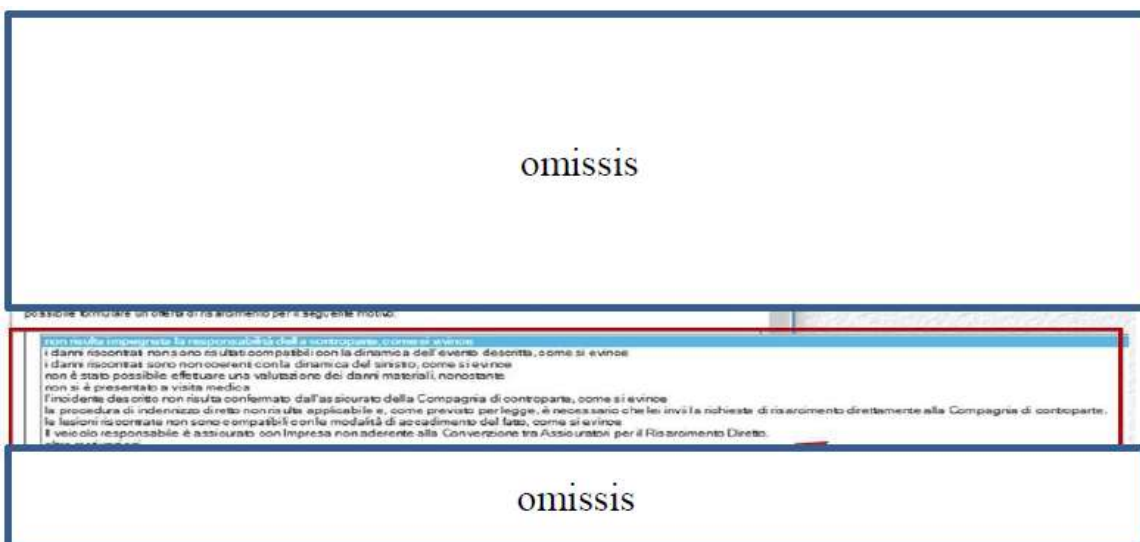 omissis
possibile formulare un offerta di risarcimento per il seguente motivo:
non risulta impegnata la responsabilità della controparte, come si evince
i danni riscontrati non sono risultati compatibili con la dinamica dell'evento descritta, come si evince
i danni riscontrati sono non coerenti con la dinamica del sinistro, come si evince
non è stato possibile effettuare una valutazione dei danni materiali, nonostante
non si è presentato a visita medica
l'incidente descritto non risulta confermato dall'assicurato della Compagnia di controparte, come si evince
la procedura di indennizzo diretto non risulta applicabile e, come previsto per legge, è necessario che lei invii la richiesta di risarcimento direttamente alla Compagnia di controparte.
le lesioni riscontrate non sono compatibili con le modalità di accadimento del fatto, come si evince
Il veicolo responsabile è assicurato con Impresa non aderente alla Convenzione tra Assicuratori per il Risarcimento Diretto.
omissis